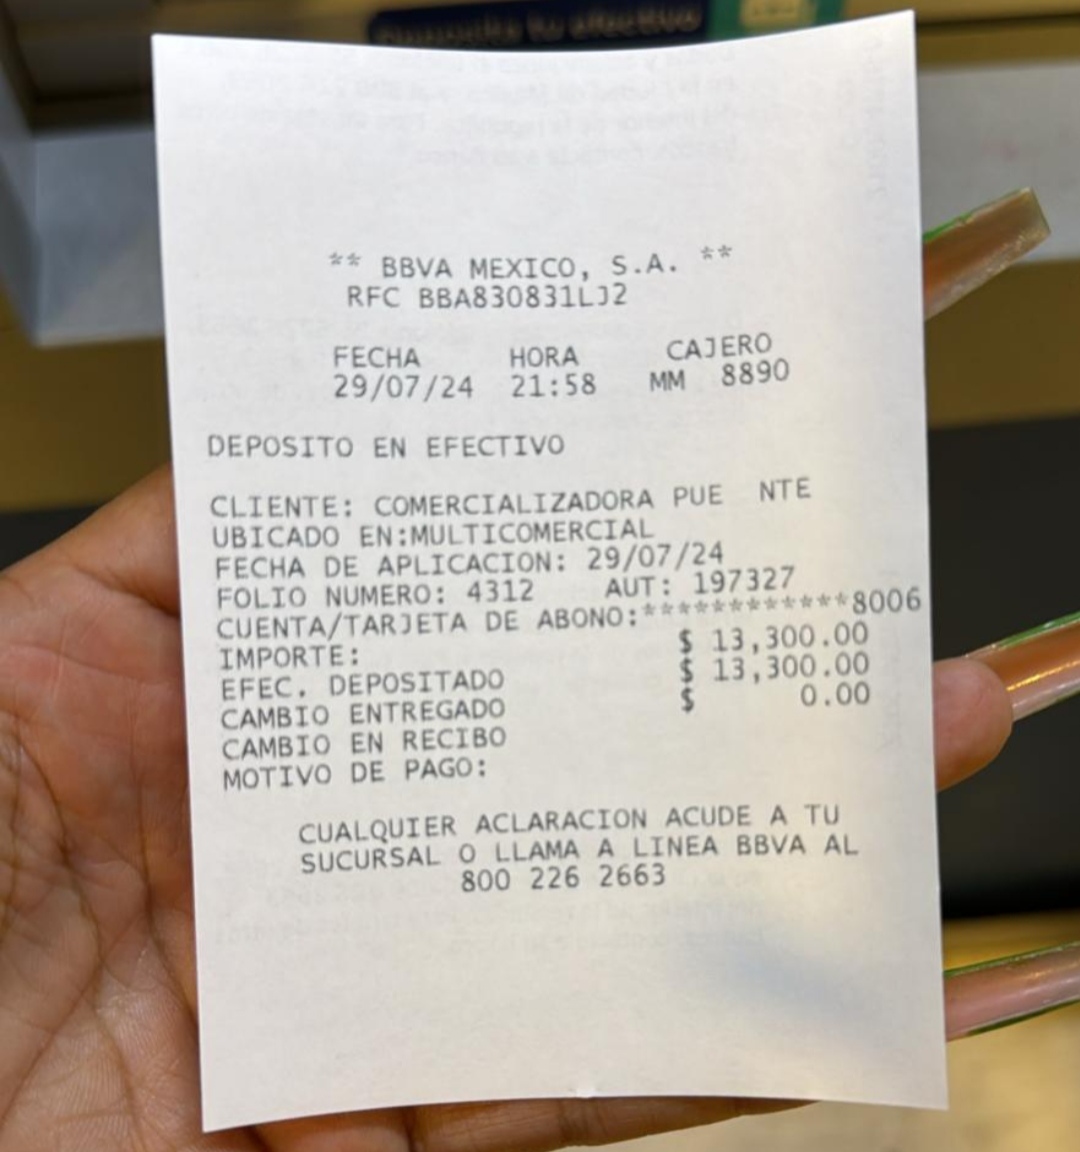 ** BBVA MEXICO, S.A. **
RFC BBA830831LJ2
FECHA HORA CAJERO
29/07/24 21:58 MM 8890
DEPOSITO EN EFECTIVO
CLIENTE: COMERCIALIZADORA PUE NTE
UBICADO EN:MULTICOMERCIAL
FECHA DE APLICACION: 29/07/24
FOLIO NUMERO: 4312 AUT: 197327
CUENTA/TARJETA DE ABONO:************8006
IMPORTE: $ 13,300.00
EFEC. DEPOSITADO $ 13,300.00
CAMBIO ENTREGADO $ 0.00
CAMBIO EN RECIBO
MOTIVO DE PAGO:
CUALQUIER ACLARACION ACUDE A TU
SUCURSAL O LLAMA A LINEA BBVA AL
800 226 2663